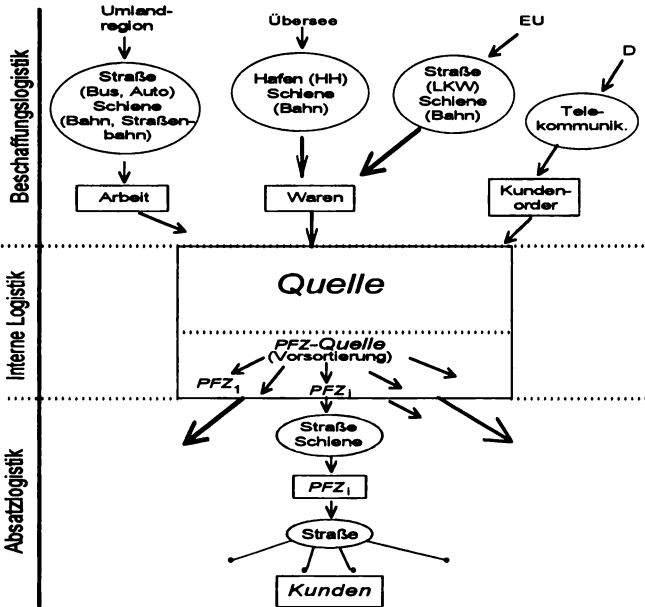 Umland-
region
Übersee
EU
D
Beschaffungslogistik
Straße
(Bus, Auto)
Schiene
(Bahn, Straßen-
bahn)
Hafen (HH)
Schiene
(Bahn)
Straße
(LKW)
Schiene
(Bahn)
Tele-
kommunik.
Arbeit
Waren
Kunden-
order
Interne Logistik
Quelle
PFZ-Quelle
(Vorsortierung)
PFZ1
PFZi
Absatzlogistik
Straße
Schiene
PFZi
Straße
Kunden